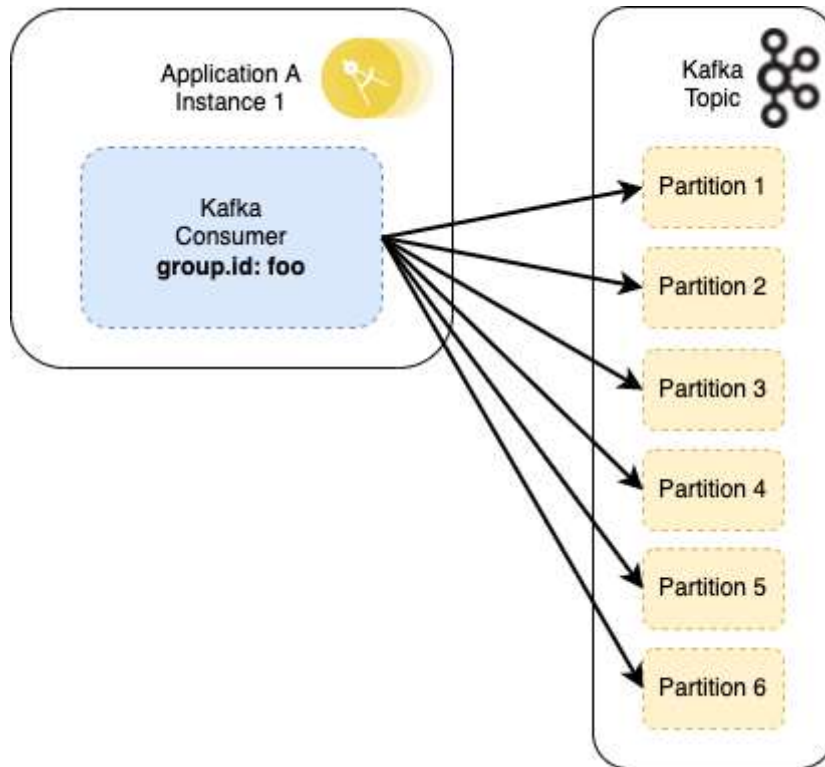 Application A
Instance 1
Kafka
Consumer
group.id: foo
Kafka
Topic
Partition 1
Partition 2
Partition 3
Partition 4
Partition 5
Partition 6